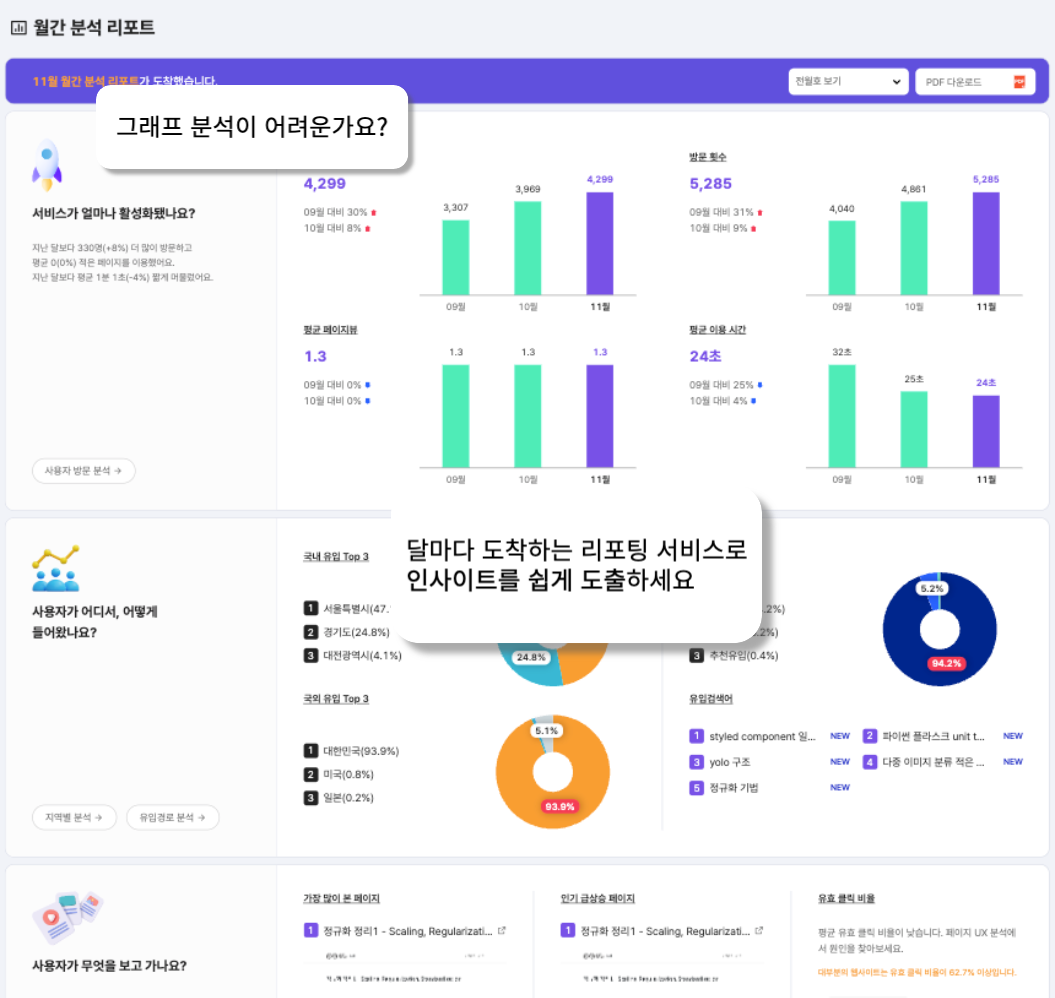 월간 분석 리포트
11월 월간 분석 리포트가 도착했습니다.
전월호 보기
PDF 다운로드
PDF
그래프 분석이 어려운가요?
서비스가 얼마나 활성화됐나요?
지난 달보다 330명(+8%) 더 많이 방문하고
평균 0(0%) 적은 페이지를 이용했어요.
지난 달보다 평균 1분 1초(-4%) 짧게 머물렀어요.
사용자 방문 분석 →
4,299
09월 대비 30%
10월 대비 8%
3,307
3,969
4,299
09월
10월
11월
방문 횟수
5,285
09월 대비 31%
10월 대비 9%
4,040
4,861
5,285
09월
10월
11월
평균 페이지뷰
1.3
09월 대비 0%
10월 대비 0%
1.3
1.3
1.3
09월
10월
11월
평균 이용 시간
24초
09월 대비 25%
10월 대비 4%
32초
25초
24초
09월
10월
11월
달마다 도착하는 리포팅 서비스로
인사이트를 쉽게 도출하세요
사용자가 어디서, 어떻게
들어왔나요?
지역별 분석 →
유입경로 분석 →
국내 유입 Top 3
1 서울특별시(47.
2 경기도(24.8%)
3 대전광역시(4.1%)
24.8%
.2%)
.2%)
3 추천유입(0.4%)
5.2%
94.2%
국외 유입 Top 3
1 대한민국(93.9%)
2 미국(0.8%)
3 일본(0.2%)
5.1%
93.9%
유입검색어
1 styled component 일... NEW
2 파이썬 플라스크 unit t... NEW
3 yolo 구조 NEW
4 다중 이미지 분류 적은 ... NEW
5 정규화 기법 NEW
사용자가 무엇을 보고 가나요?
가장 많이 본 페이지
1 정규화 정리1 - Scaling, Regularizati...
인기 급상승 페이지
1 정규화 정리1 - Scaling, Regularizati...
유효 클릭 비율
평균 유효 클릭 비율이 낮습니다. 페이지 UX 분석에
서 원인을 찾아보세요.
대부분의 웹사이트는 유효 클릭 비율이 62.7% 이상입니다.